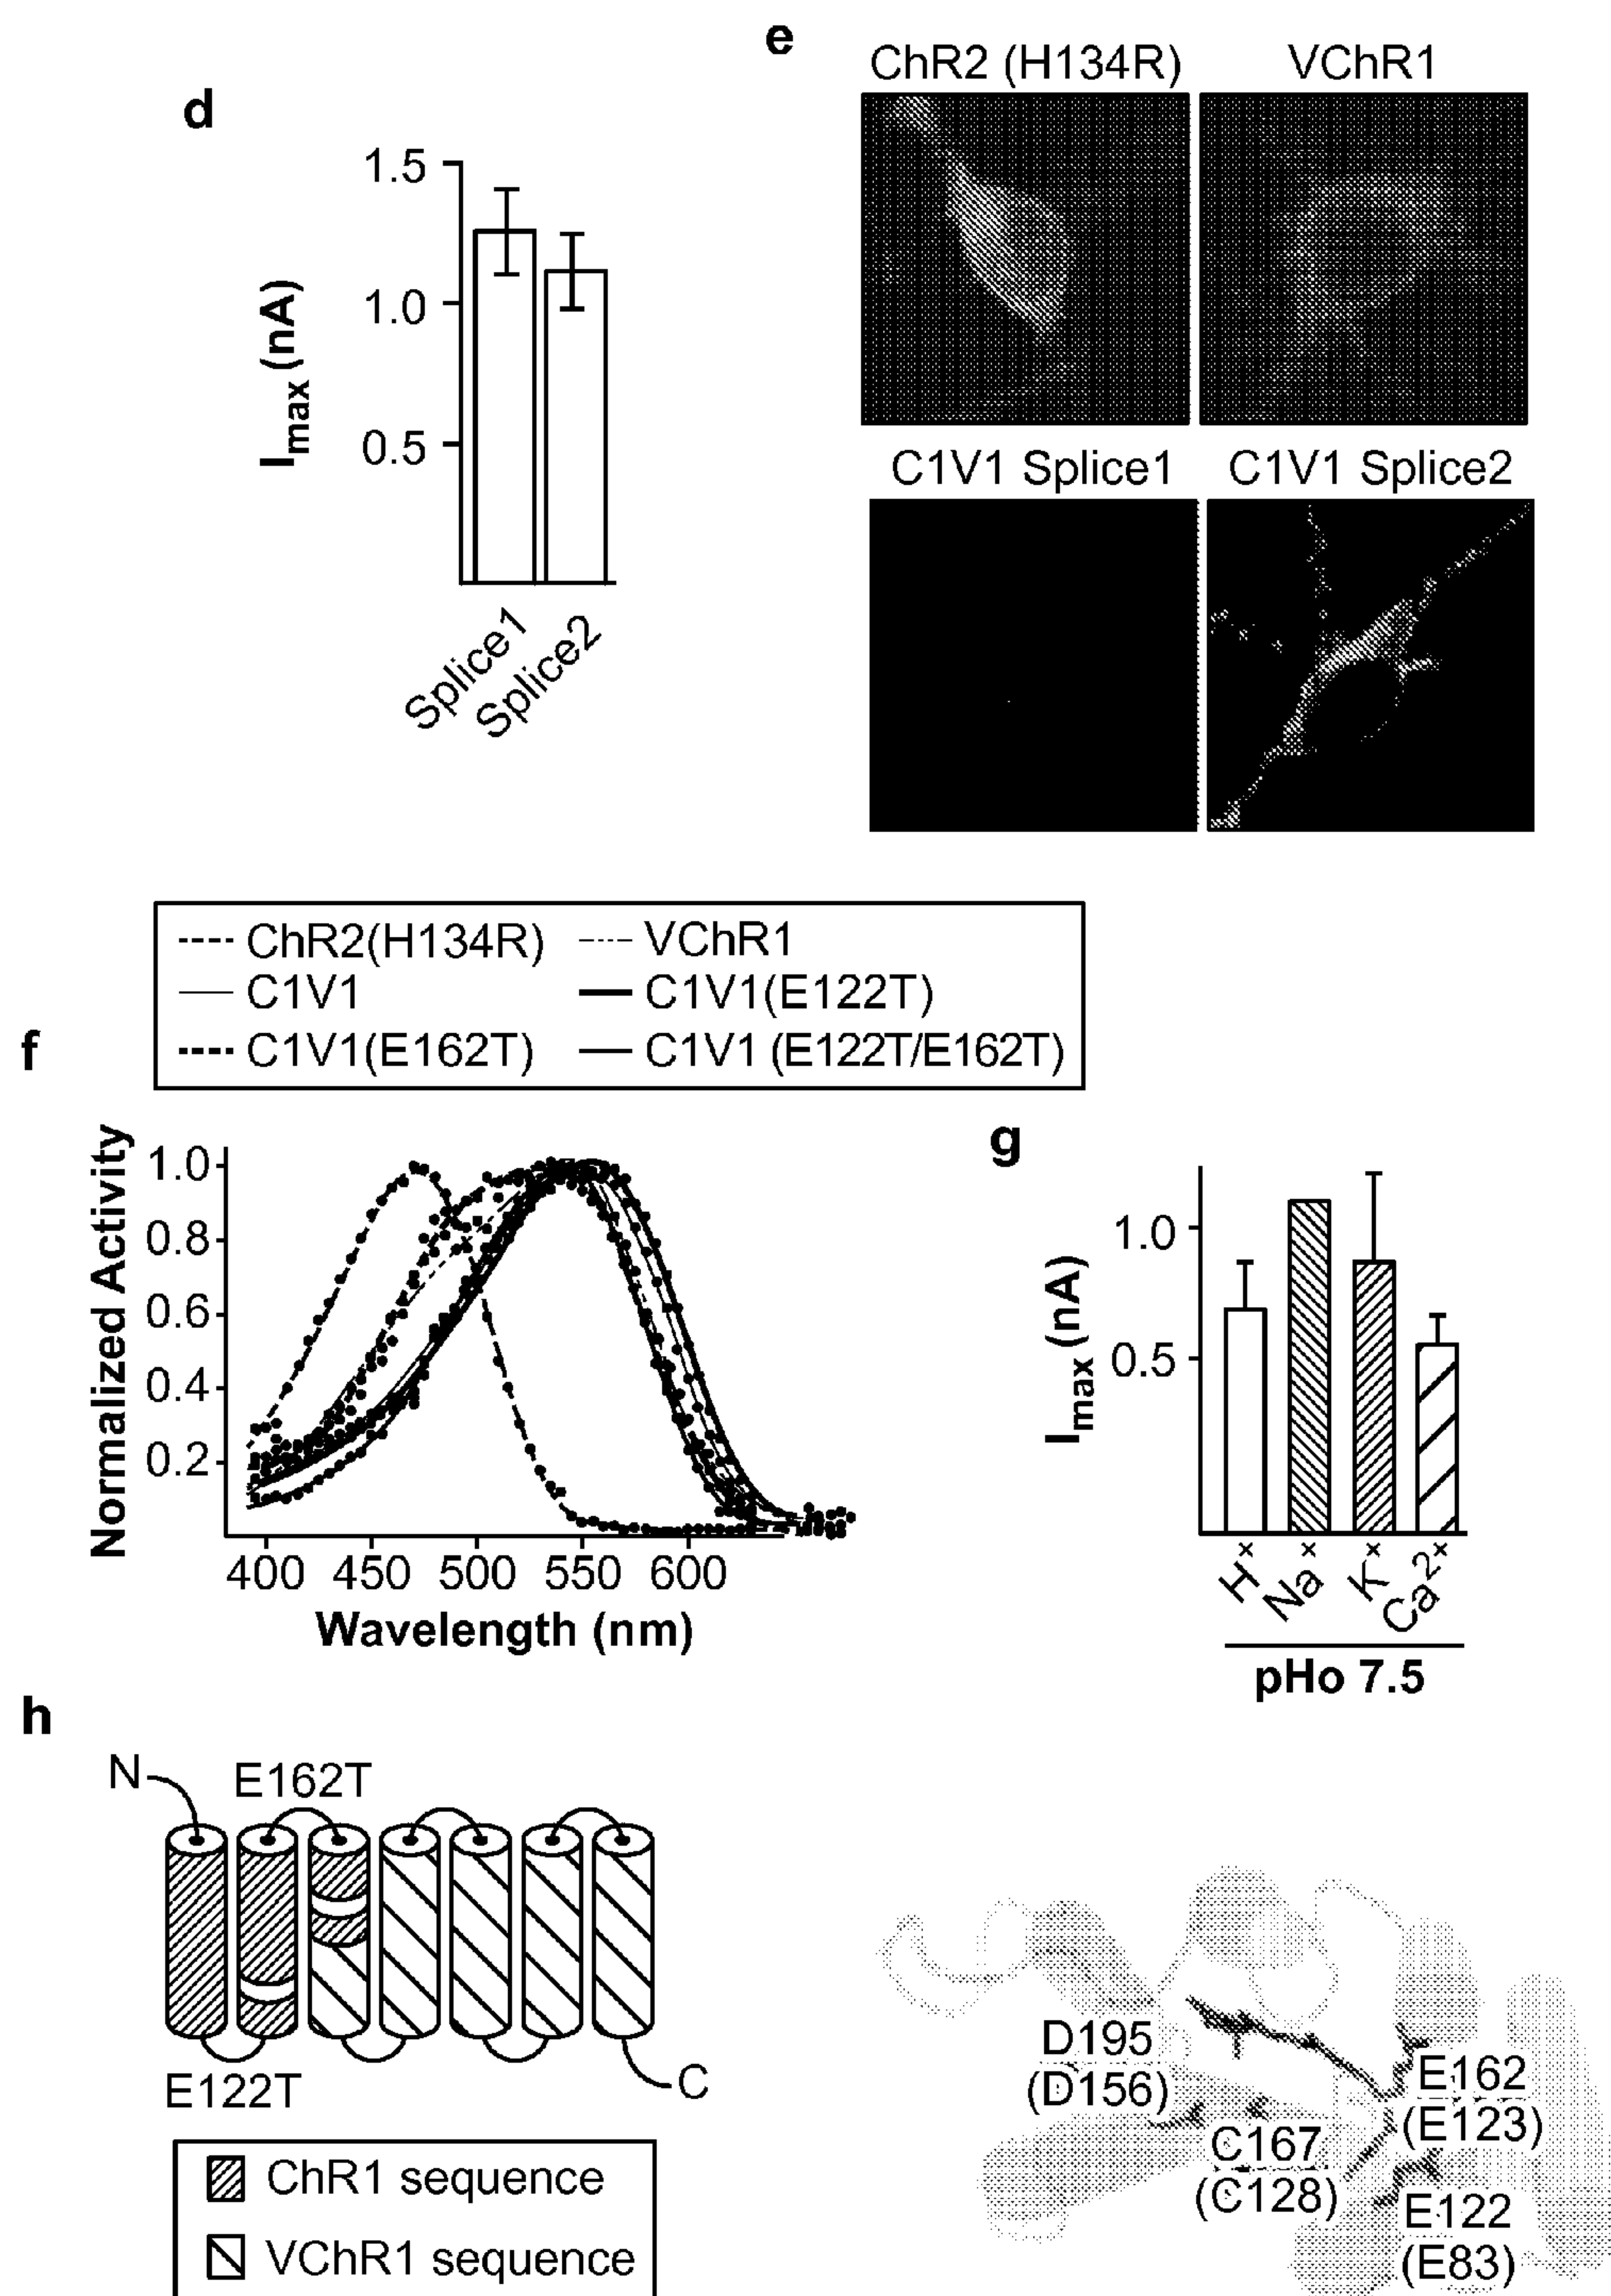 d
1.5
1.0
0.5
Imax (nA)
Splice1
Splice2
e
ChR2 (H134R)
VChR1
C1V1 Splice1
C1V1 Splice2
f
ChR2(H134R)
VChR1
C1V1
C1V1(E122T)
C1V1(E162T)
C1V1 (E122T/E162T)
Normalized Activity
1.0
0.8
0.6
0.4
0.2
400 450 500 550 600
Wavelength (nm)
g
Imax (nA)
1.0
0.5
H+
Na+
K+
Ca2+
pHo 7.5
h
N
E162T
E122T
C
ChR1 sequence
VChR1 sequence
D195
(D156)
C167
(C128)
E162
(E123)
E122
(E83)